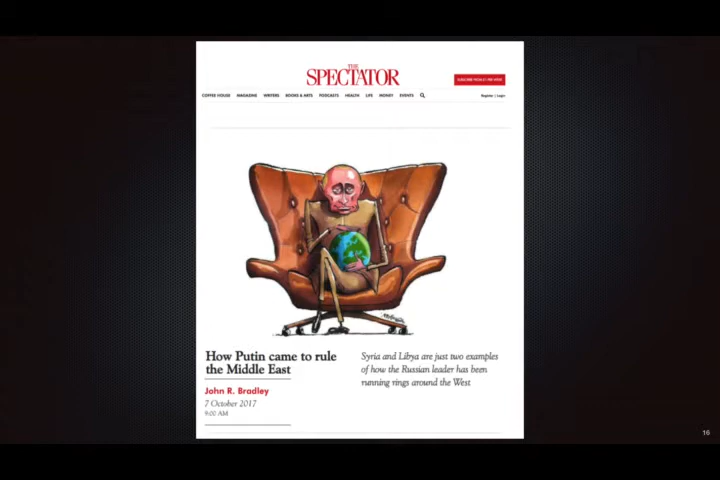 THE
SPECTATOR
COFFEE HOUSE MAGAZINE WRITERS BOOKS & ARTS PODCASTS HEALTH LIFE MONEY EVENTS
Register | Login
How Putin came to rule
the Middle East
John R. Bradley
7 October 2017
9:00 AM
Syria and Libya are just two examples
of how the Russian leader has been
running rings around the West
16